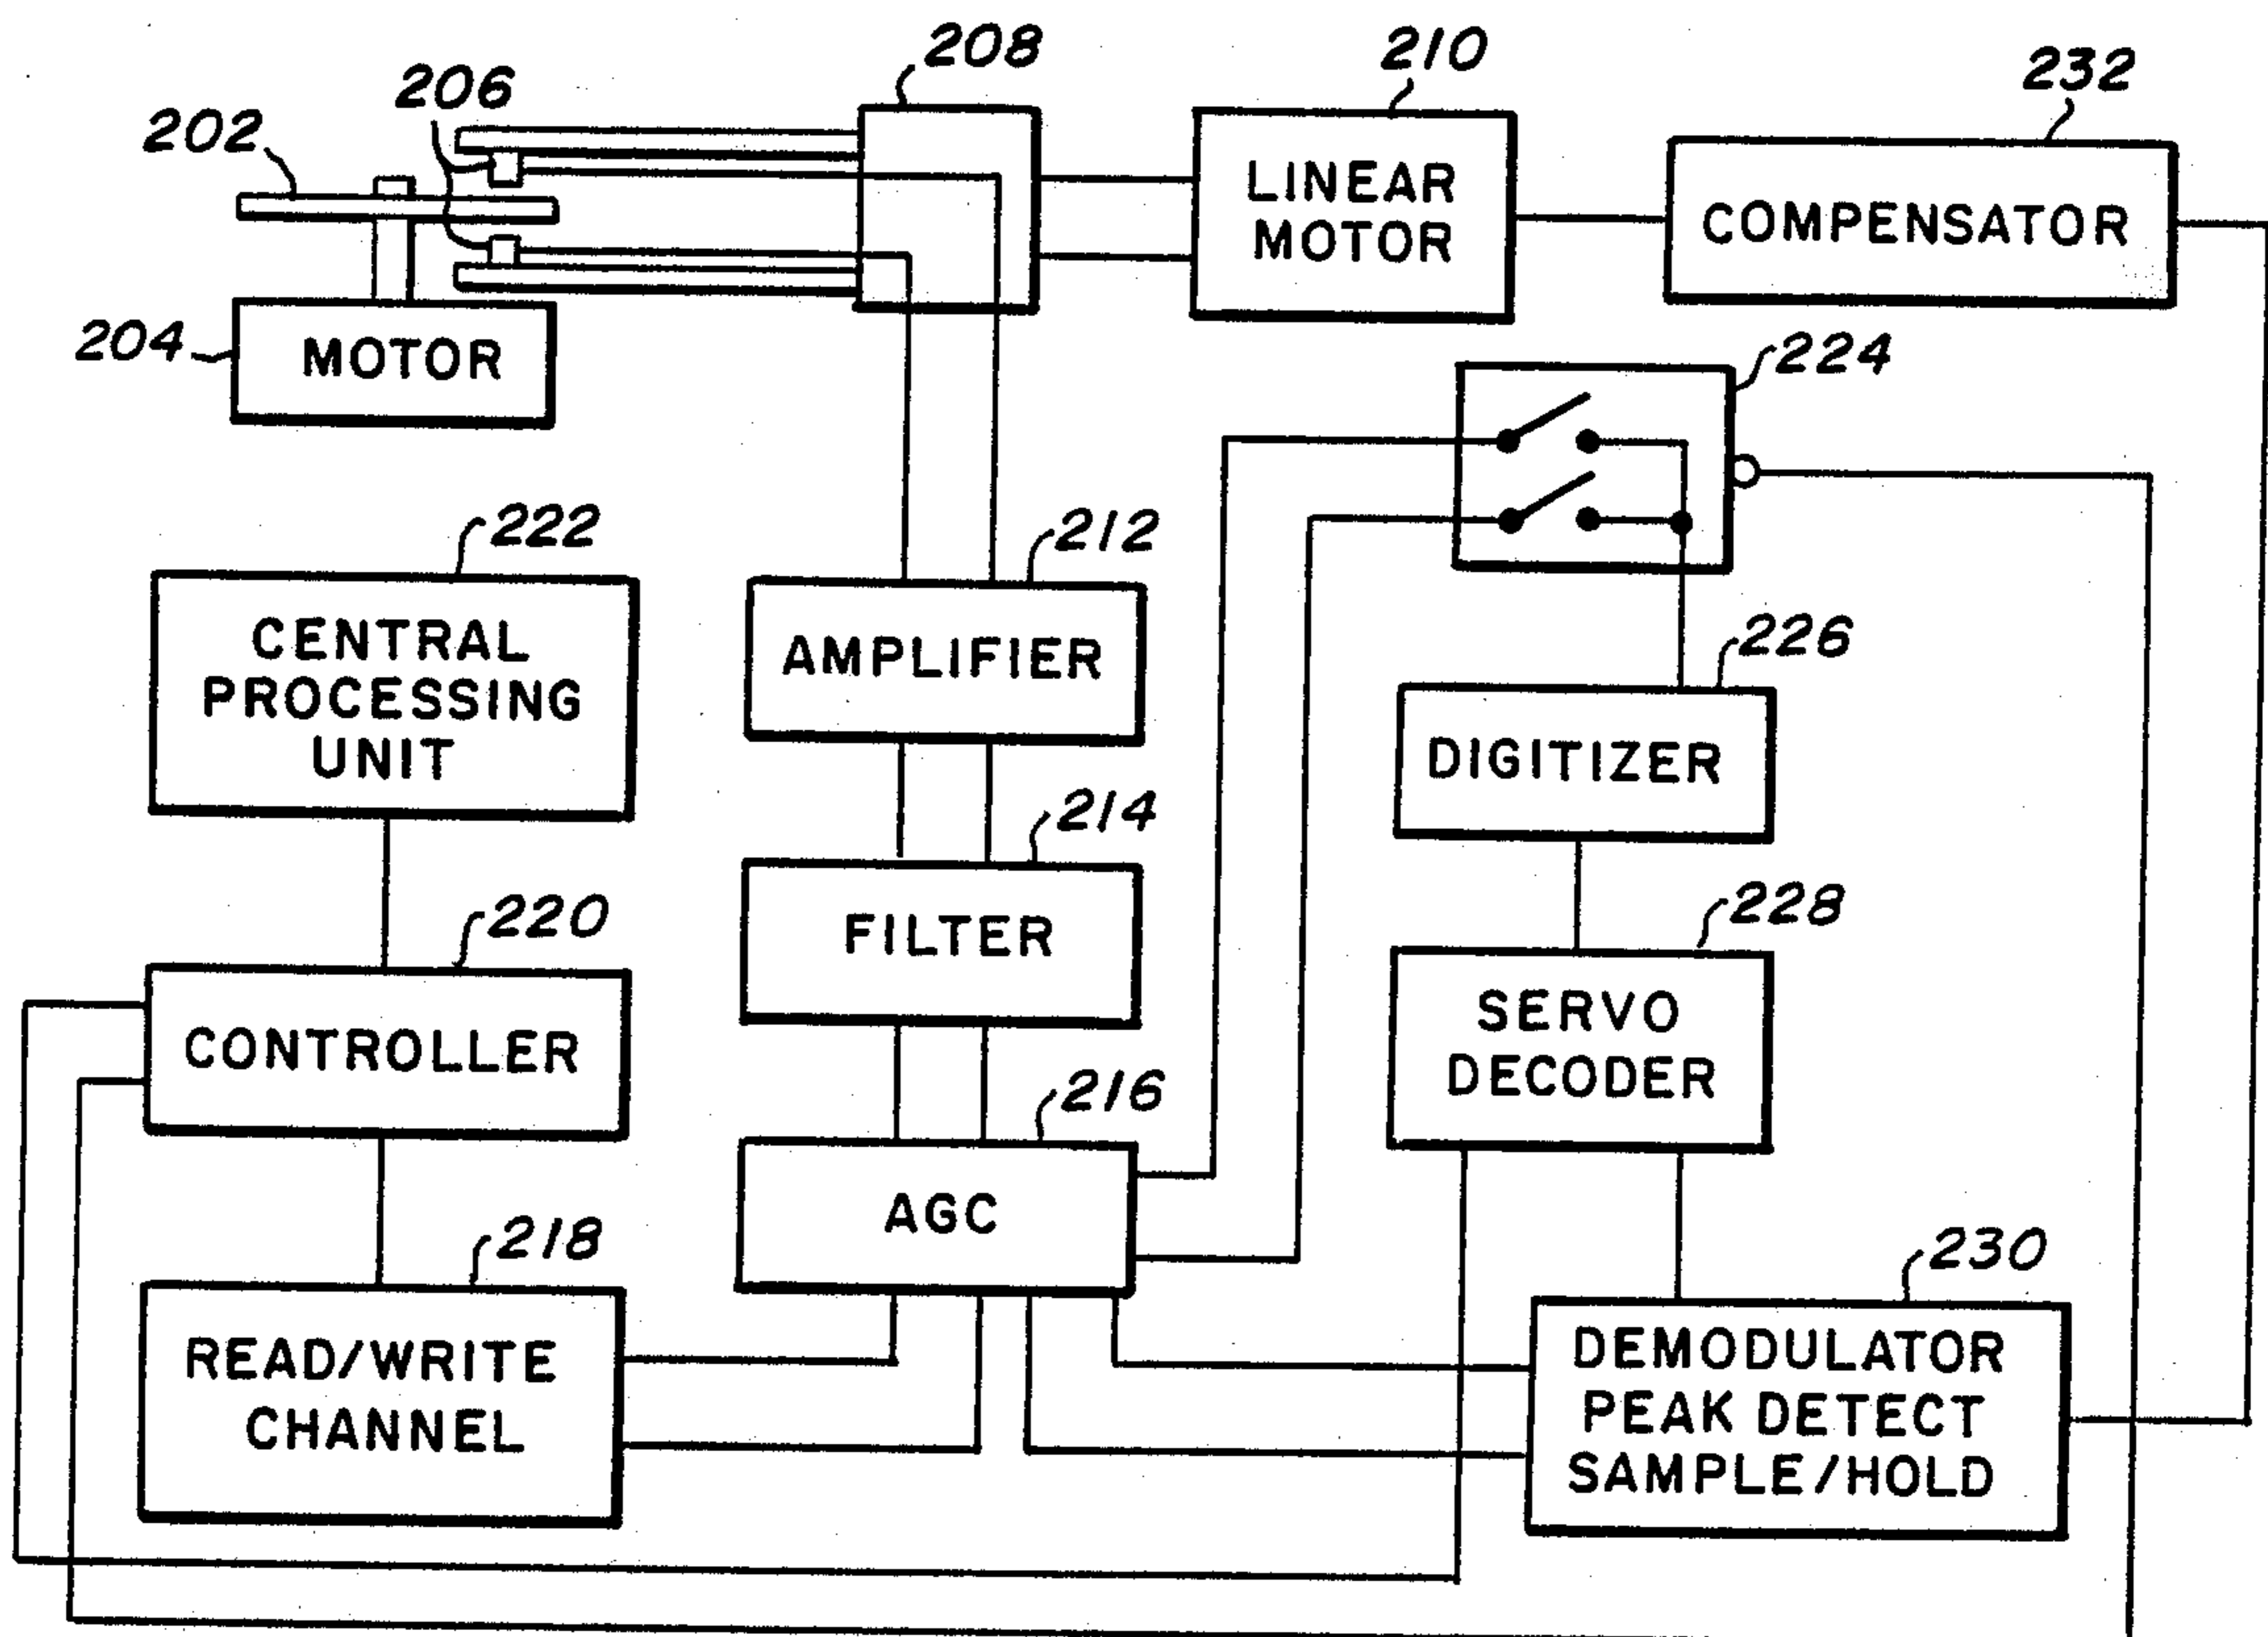 208
210
232
206
202
LINEAR
MOTOR
COMPENSATOR
204
MOTOR
224
222
212
CENTRAL
PROCESSING
UNIT
AMPLIFIER
226
DIGITIZER
214
220
FILTER
228
CONTROLLER
SERVO
DECODER
216
218
AGC
230
READ/WRITE
CHANNEL
DEMODULATOR
PEAK DETECT
SAMPLE/HOLD